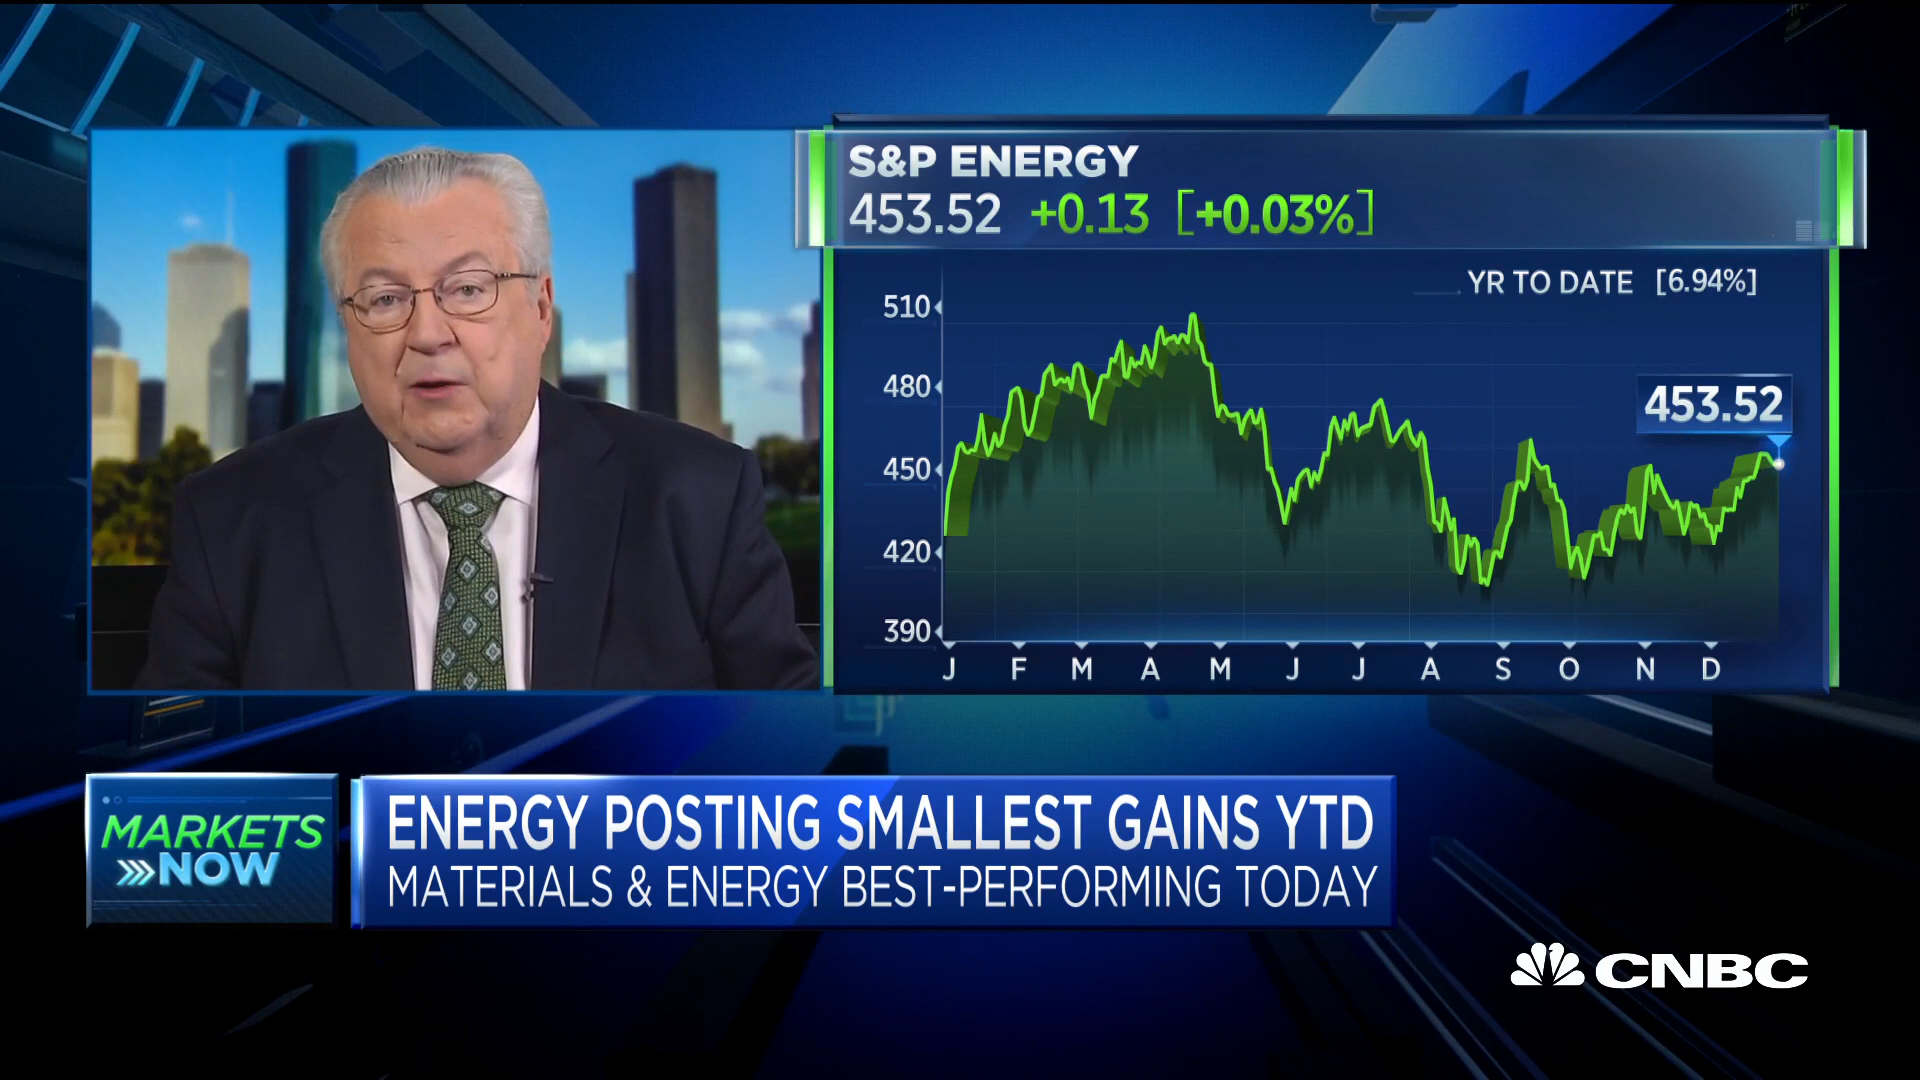 S&P ENERGY
453.52 +0.13 [+0.03%]
YR TO DATE [6.94%]
510
480
450
420
390
453.52
J F M A M J J A S O N D
MARKETS
NOW
ENERGY POSTING SMALLEST GAINS YTD
MATERIALS & ENERGY BEST-PERFORMING TODAY
CNBC